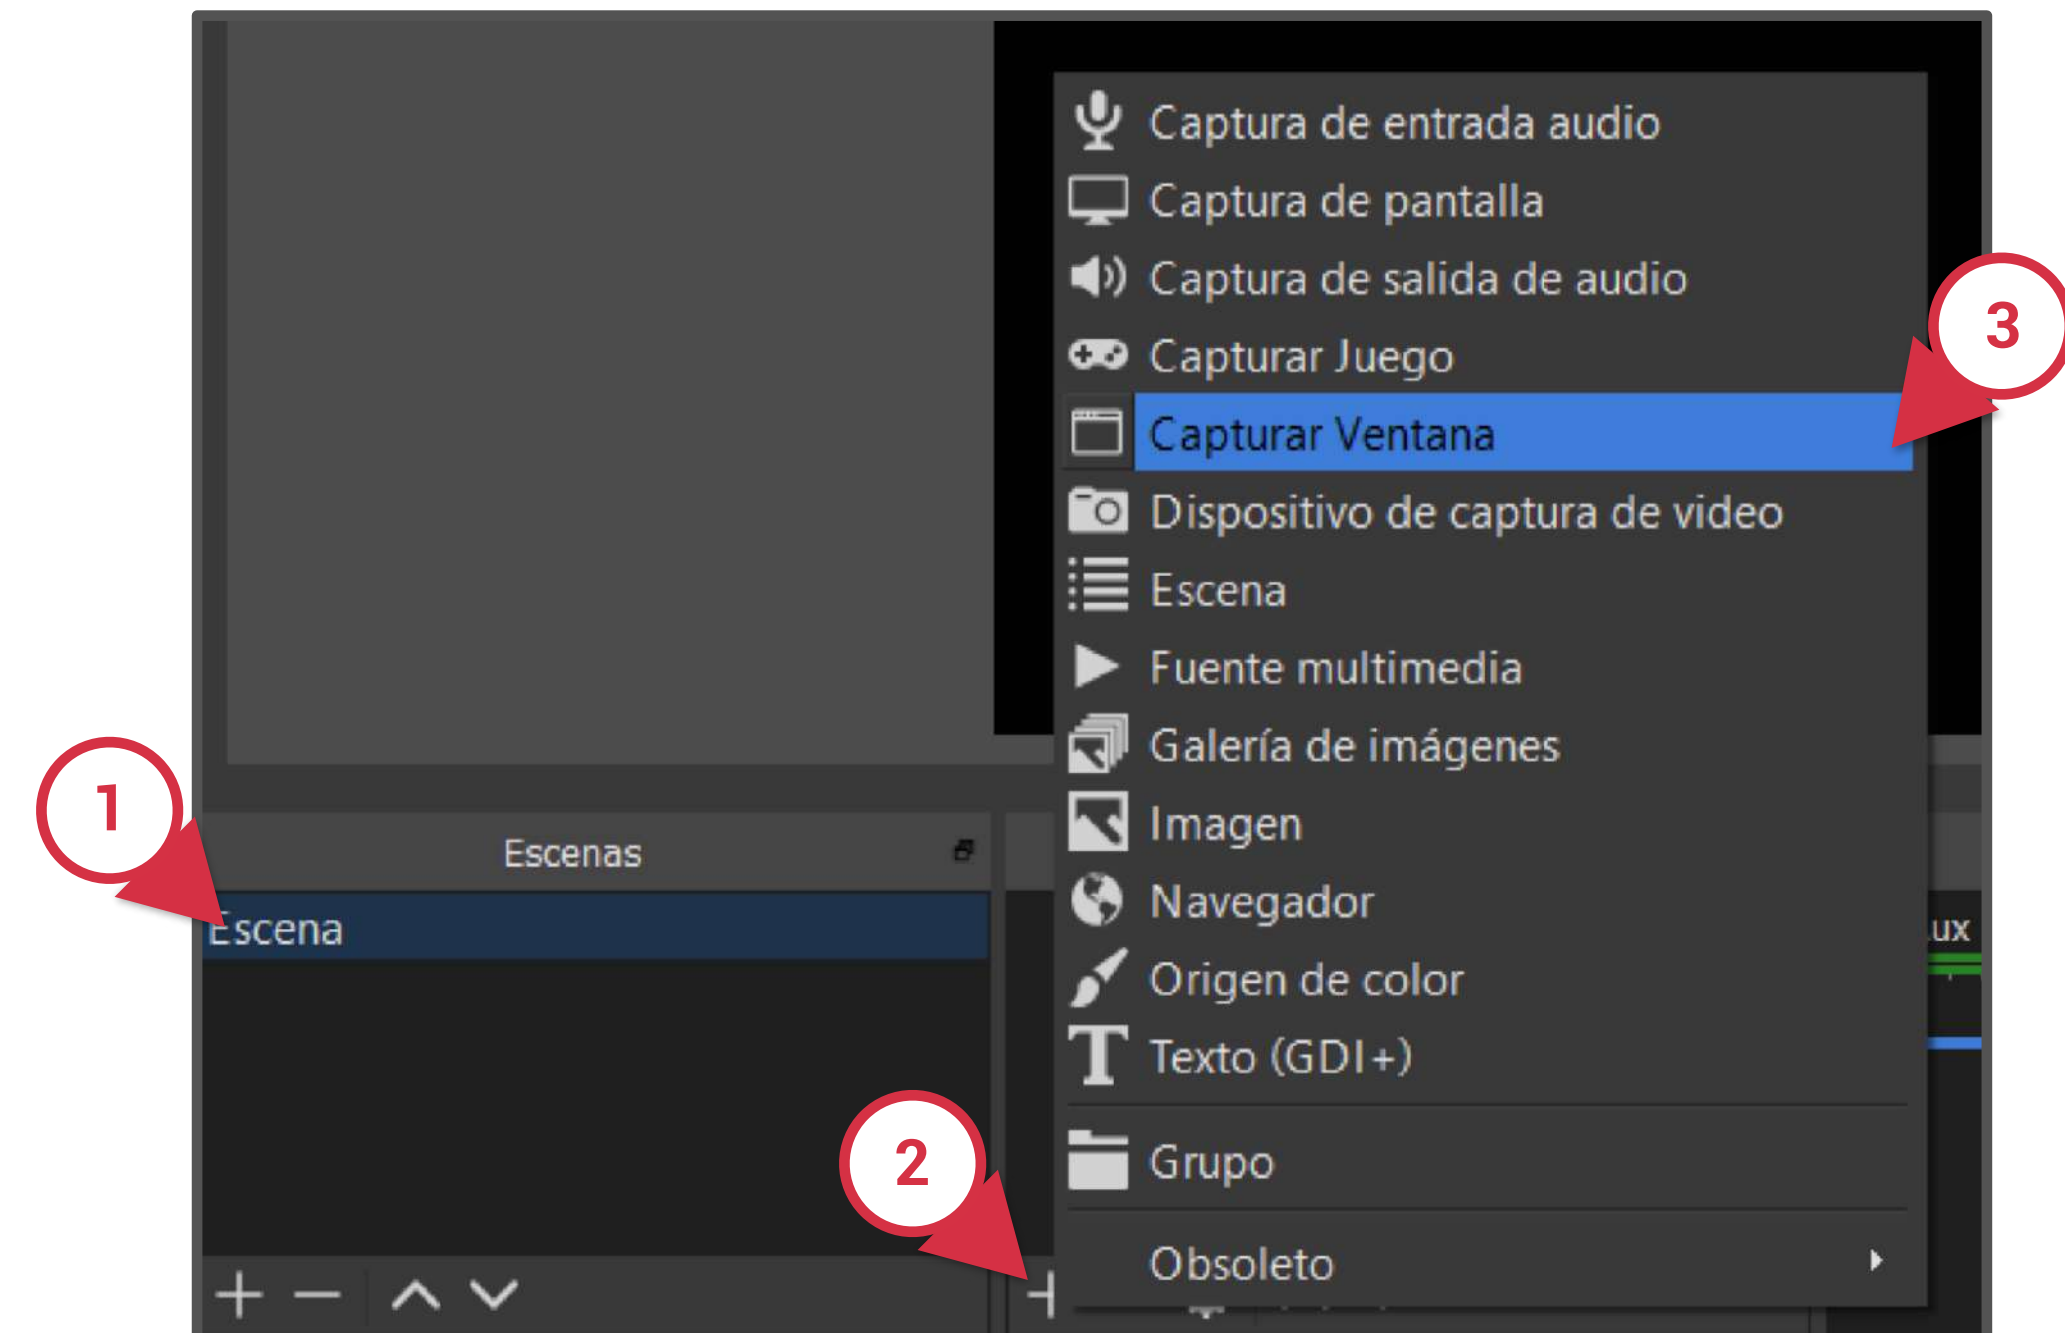 Captura de entrada audio
Captura de pantalla
Captura de salida de audio
Capturar Juego
3
Capturar Ventana
Dispositivo de captura de video
Escena
Fuente multimedia
Galería de imágenes
1
Imagen
Escenas
Navegador
Escena
ux
Origen de color
Texto (GDI+)
2
Grupo
Obsoleto